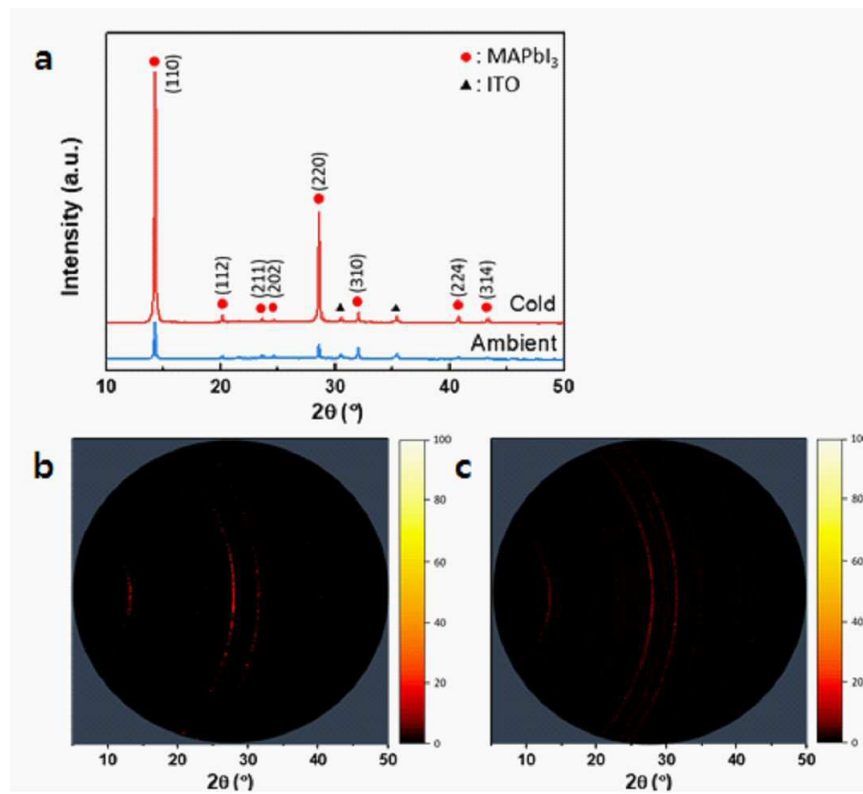 a
● : MAPbI₃
▲ : ITO
(110)
(112)
(211)
(202)
(220)
(310)
(224)
(314)
Cold
Ambient
Intensity (a.u.)
10 20 30 40 50
2θ (°)
b
100
80
60
40
20
0
10 20 30 40 50
2θ (°)
c
100
80
60
40
20
0
10 20 30 40 50
2θ (°)